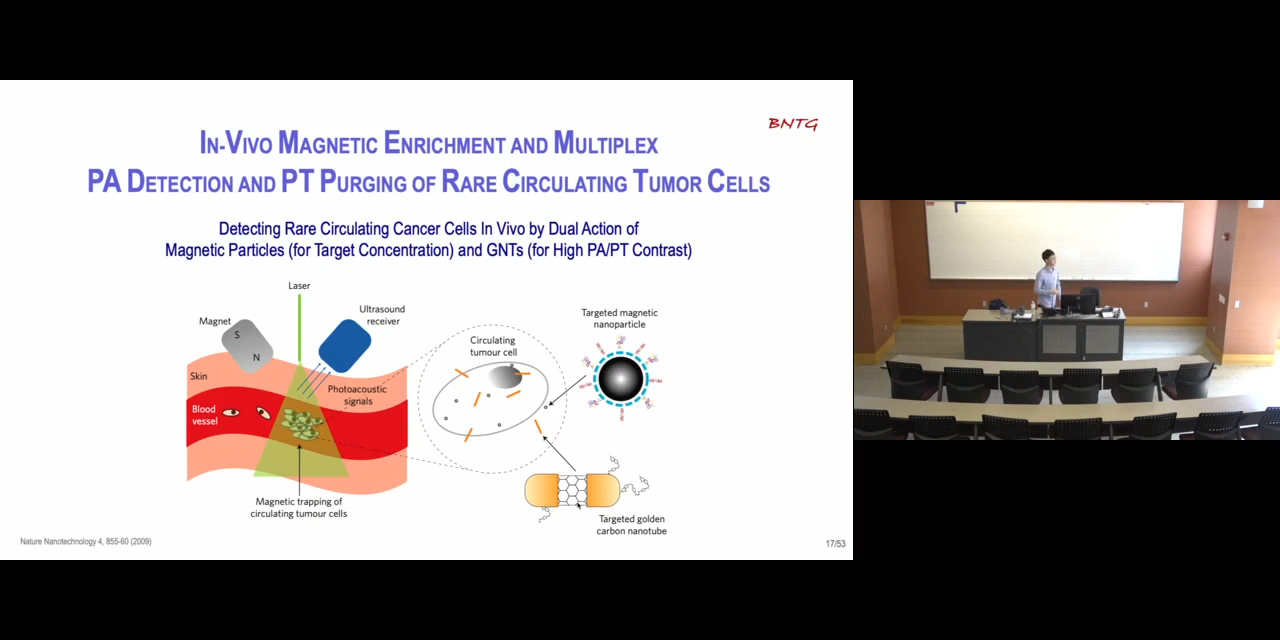 BNTG
In-Vivo Magnetic Enrichment and Multiplex
PA Detection and PT Purging of Rare Circulating Tumor Cells
Detecting Rare Circulating Cancer Cells In Vivo by Dual Action of
Magnetic Particles (for Target Concentration) and GNTs (for High PA/PT Contrast)
Laser
Magnet
S
N
Ultrasound
receiver
Skin
Photoacoustic
signals
Blood
vessel
Magnetic trapping of
circulating tumour cells
Circulating
tumour cell
Targeted magnetic
nanoparticle
Targeted golden
carbon nanotube
Nature Nanotechnology 4, 855-60 (2009)
17/53